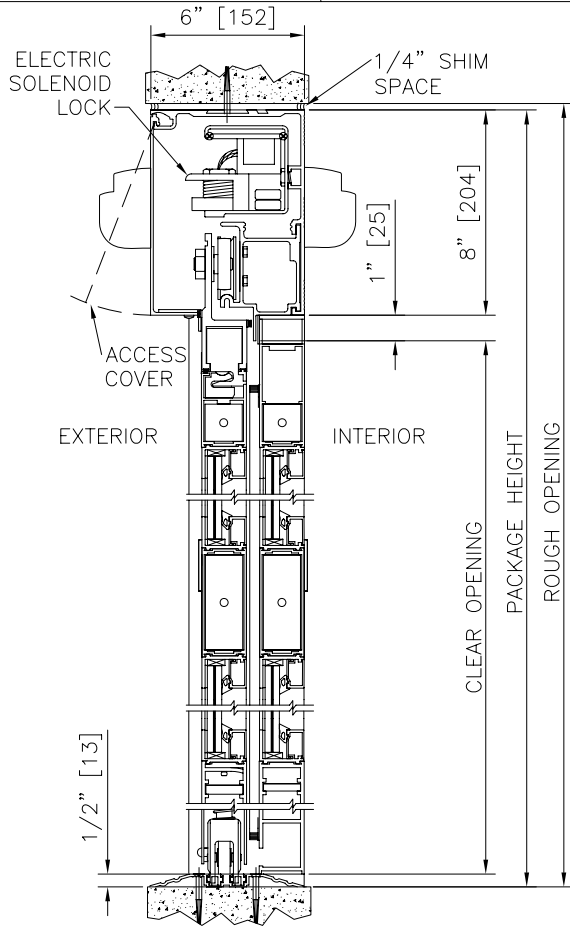 6" [152]
ELECTRIC
SOLENOID
LOCK
1/4" SHIM
SPACE
1" [25]
8" [204]
ACCESS
COVER
EXTERIOR
INTERIOR
CLEAR OPENING
PACKAGE HEIGHT
ROUGH OPENING
1/2" [13]